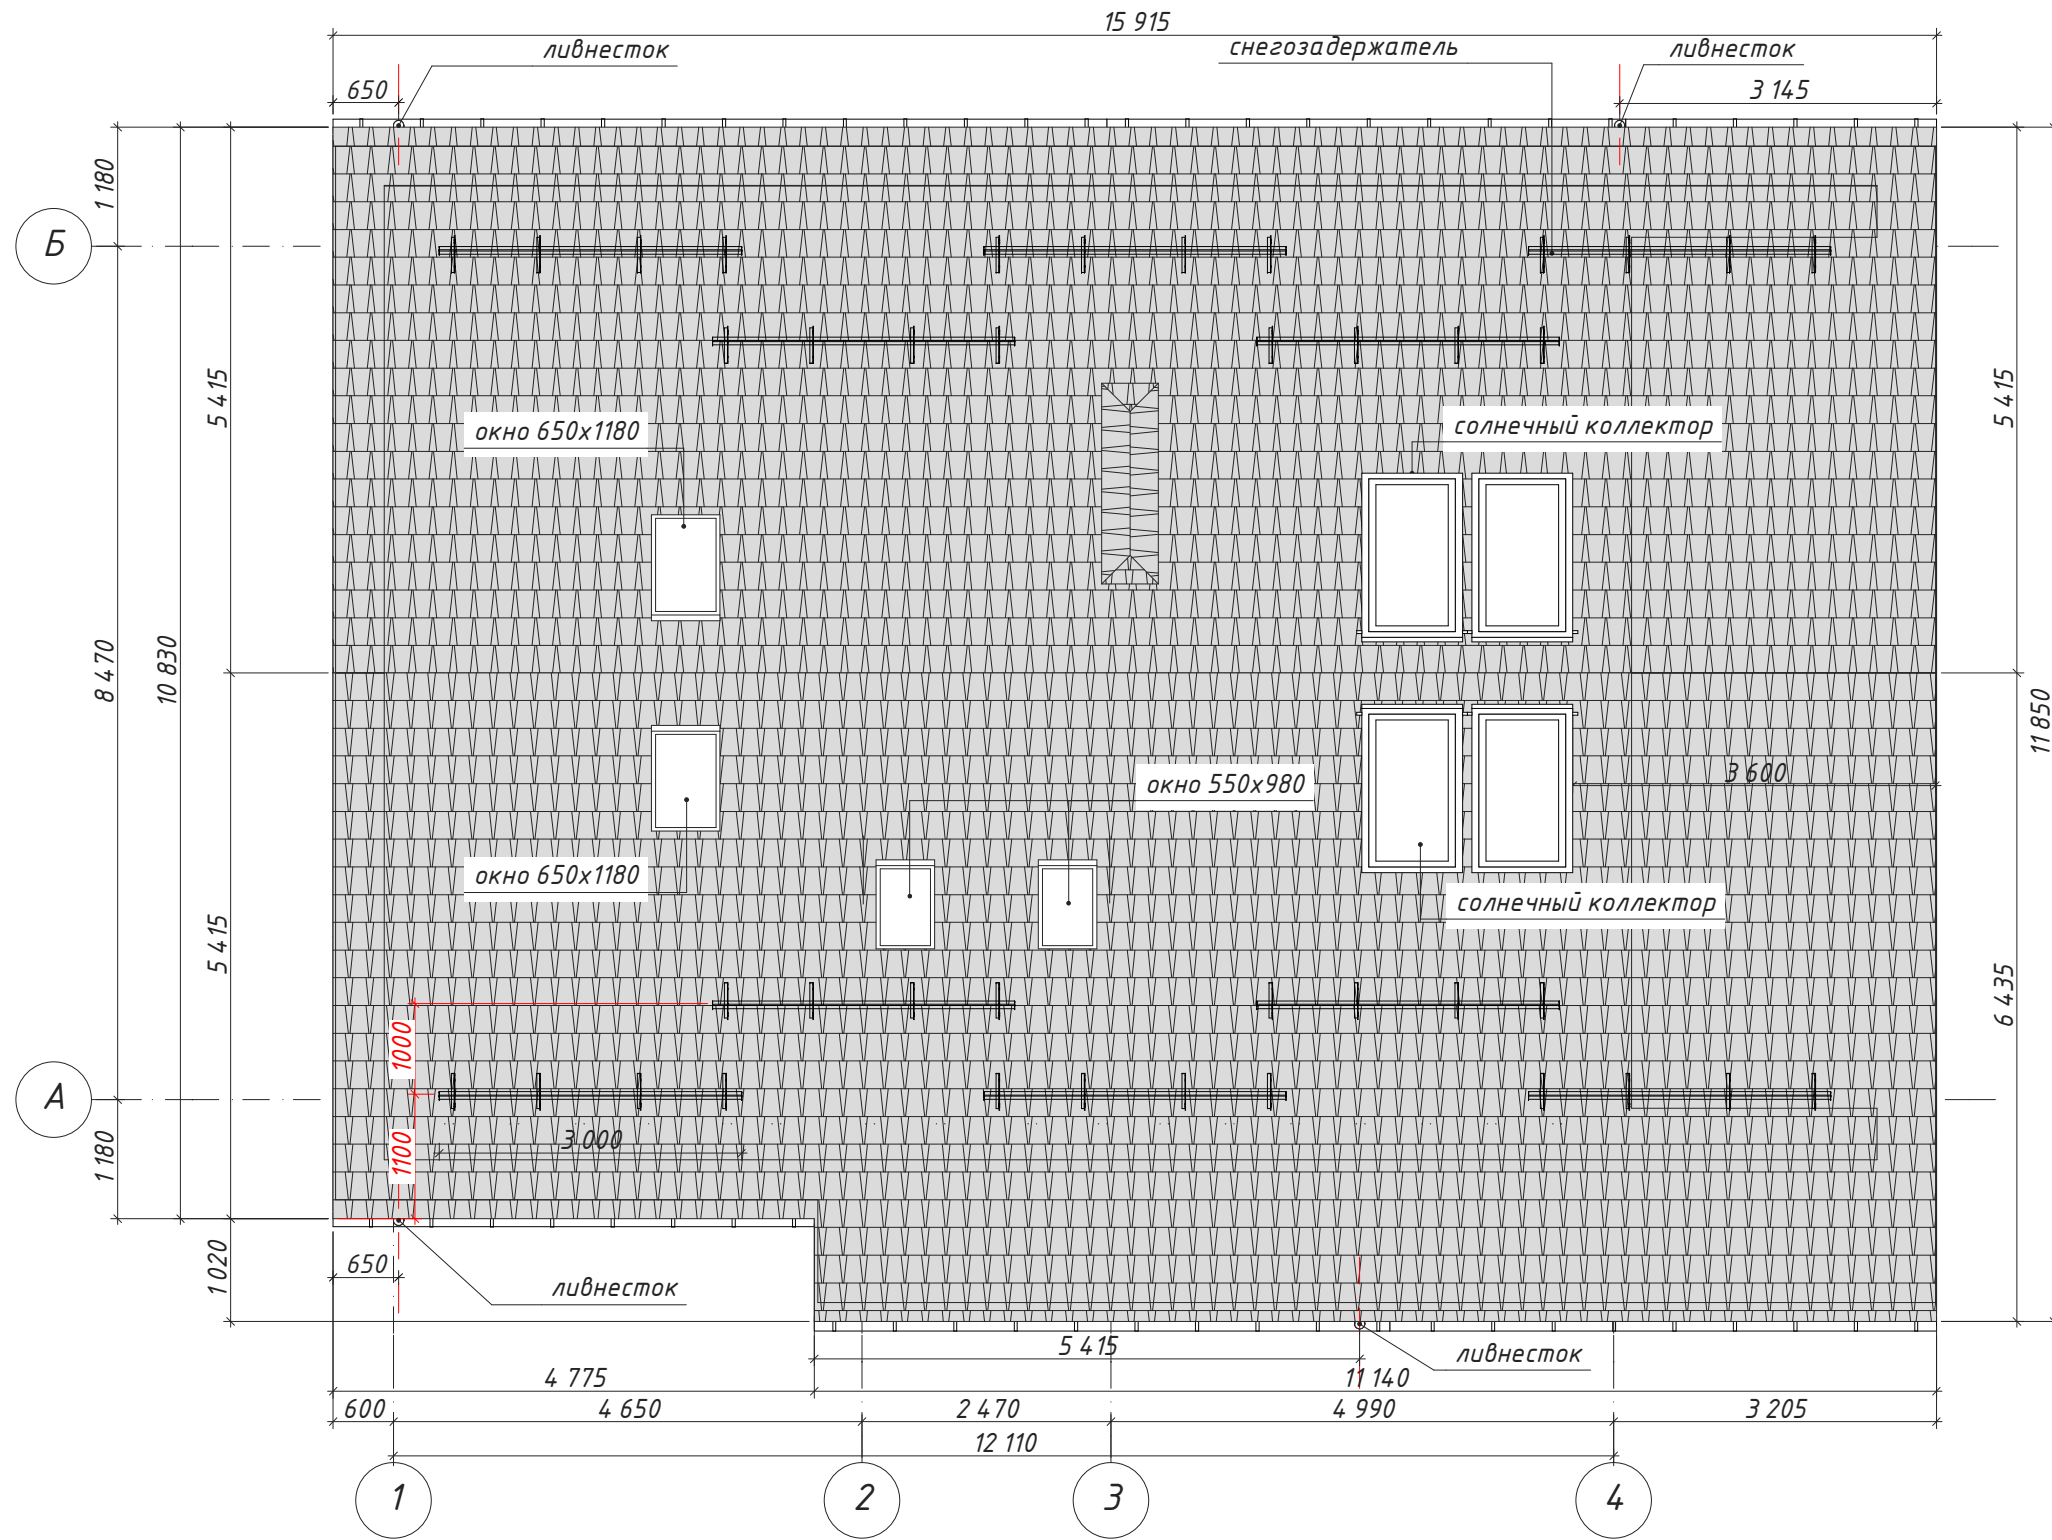 15 915
ливнесток
снегозадержатель
ливнесток
650
3 145
1 180
Б
5 415
5 415
окно 650х1180
солнечный коллектор
8 470
10 830
11 850
3 600
окно 550х980
окно 650х1180
солнечный коллектор
5 415
6 435
1000
А
1100
3 000
1 180
1 020
650
ливнесток
5 415
ливнесток
4 775
11 140
600
4 650
2 470
4 990
3 205
12 110
1
2
3
4